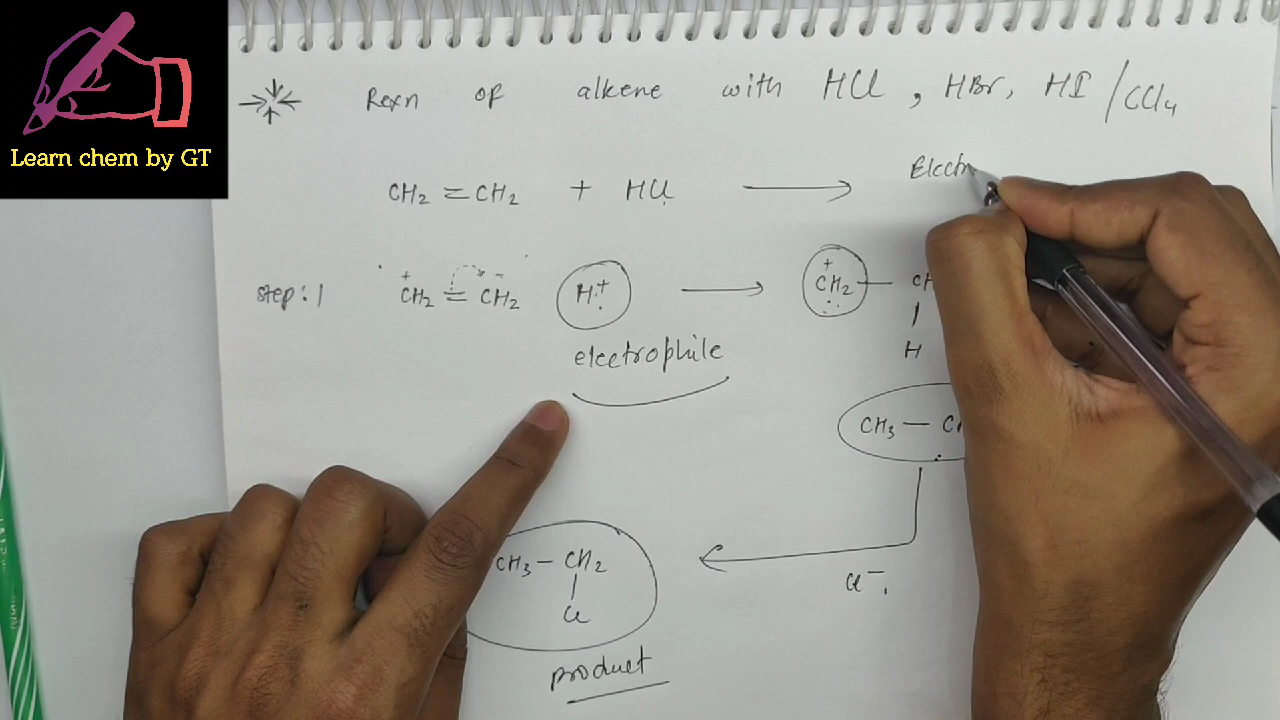 Learn chem by GT
Rexn of alkene with HCl, HBr, HI /CCl4
CH2 = CH2 + HCl ⟶ Electr
step: 1 CH2 = CH2 H+ ⟶ CH2 — CH
+ - +
H
electrophile
CH3 —
Cl-
CH3 — CH2
Cl
product